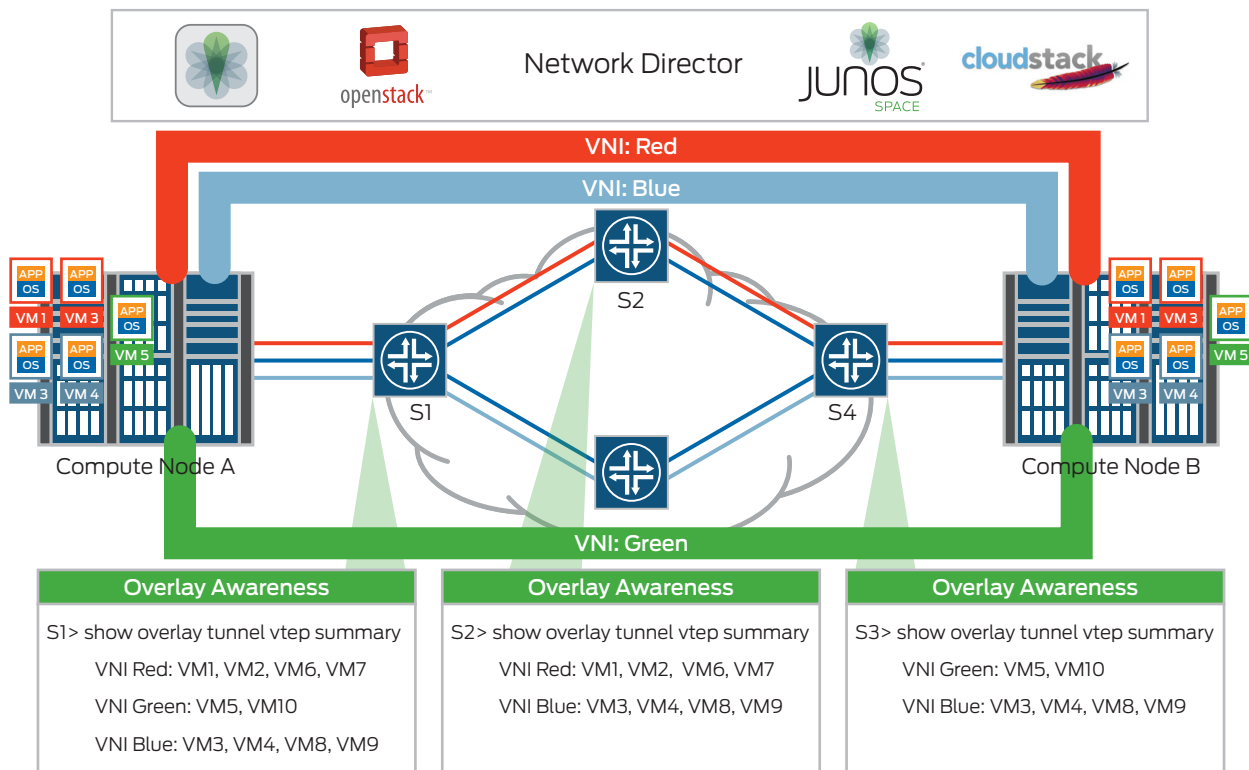 openstack™
Network Director
JUNOS®
SPACE
cloudstack
VNI: Red
VNI: Blue
S2
APP
OS
VM 1
APP
OS
VM 3
APP
OS
VM 5
APP
OS
VM 3
APP
OS
VM 4
Compute Node A
S1
S4
APP
OS
VM 1
APP
OS
VM 3
APP
OS
VM 5
APP
OS
VM 3
APP
OS
VM 4
Compute Node B
VNI: Green
Overlay Awareness
S1> show overlay tunnel vtep summary
VNI Red: VM1, VM2, VM6, VM7
VNI Green: VM5, VM10
VNI Blue: VM3, VM4, VM8, VM9
Overlay Awareness
S2> show overlay tunnel vtep summary
VNI Red: VM1, VM2, VM6, VM7
VNI Blue: VM3, VM4, VM8, VM9
Overlay Awareness
S3> show overlay tunnel vtep summary
VNI Green: VM5, VM10
VNI Blue: VM3, VM4, VM8, VM9